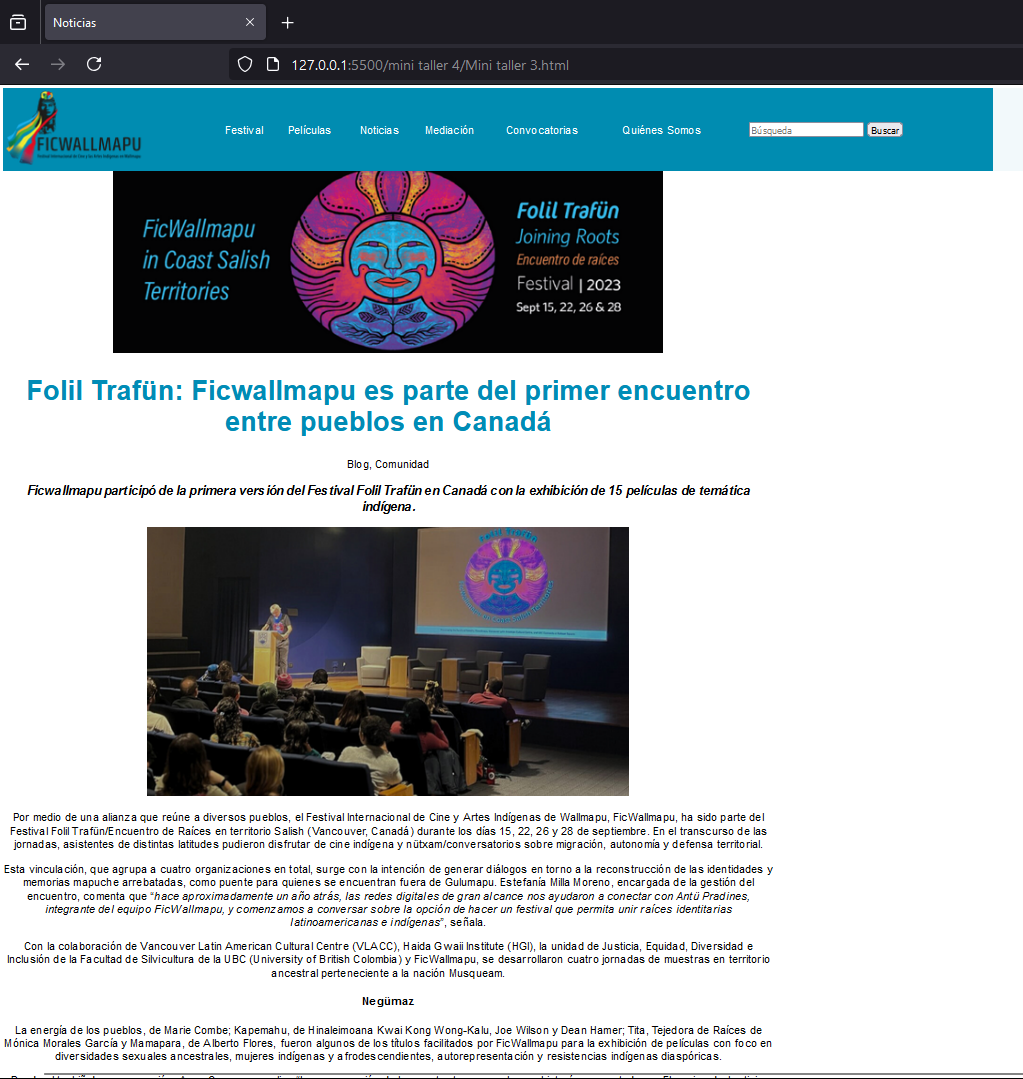 Noticias
127.0.0.1:5500/mini taller 4/Mini taller 3.html
FICWALLMAPU
Festival Películas Noticias Mediación Convocatorias Quiénes Somos Búsqueda Buscar
FicWallmapu
in Coast Salish
Territories
Folil Trafün
Joining Roots
Encuentro de raíces
Festival | 2023
Sept 15, 22, 26 & 28
Folil Trafün: Ficwallmapu es parte del primer encuentro
entre pueblos en Canadá
Blog, Comunidad
Ficwallmapu participó de la primera versión del Festival Folil Trafün en Canadá con la exhibición de 15 películas de temática
indígena.
Folil Trafün
Por medio de una alianza que reúne a diversos pueblos, el Festival Internacional de Cine y Artes Indígenas de Wallmapu, FicWallmapu, ha sido parte del
Festival Folil Trafün/Encuentro de Raíces en territorio Salish (Vancouver, Canadá) durante los días 15, 22, 26 y 28 de septiembre. En el transcurso de las
jornadas, asistentes de distintas latitudes pudieron disfrutar de cine indígena y nütxam/conversatorios sobre migración, autonomía y defensa territorial.
Esta vinculación, que agrupa a cuatro organizaciones en total, surge con la intención de generar diálogos en torno a la reconstrucción de las identidades y
memorias mapuche arrebatadas, como puente para quienes se encuentran fuera de Gulumapu. Estefanía Milla Moreno, encargada de la gestión del
encuentro, comenta que “hace aproximadamente un año atrás, las redes digitales de gran alcance nos ayudaron a conectar con Antü Pradines,
integrante del equipo FicWallmapu, y comenzamos a conversar sobre la opción de hacer un festival que permita unir raíces identitarias
latinoamericanas e indígenas”, señala.
Con la colaboración de Vancouver Latin American Cultural Centre (VLACC), Haida Gwaii Institute (HGI), la unidad de Justicia, Equidad, Diversidad e
Inclusión de la Facultad de Silvicultura de la UBC (University of British Colombia) y FicWallmapu, se desarrollaron cuatro jornadas de muestras en territorio
ancestral perteneciente a la nación Musqueam.
Negümaz
La energía de los pueblos, de Marie Combe; Kapemahu, de Hinaleimoana Kwai Kong Wong-Kalu, Joe Wilson y Dean Hamer; Tita, Tejedora de Raíces de
Mónica Morales García y Mamapara, de Alberto Flores, fueron algunos de los títulos facilitados por FicWallmapu para la exhibición de películas con foco en
diversidades sexuales ancestrales, mujeres indígenas y afrodescendientes, autorepresentación y resistencias indígenas diaspóricas.